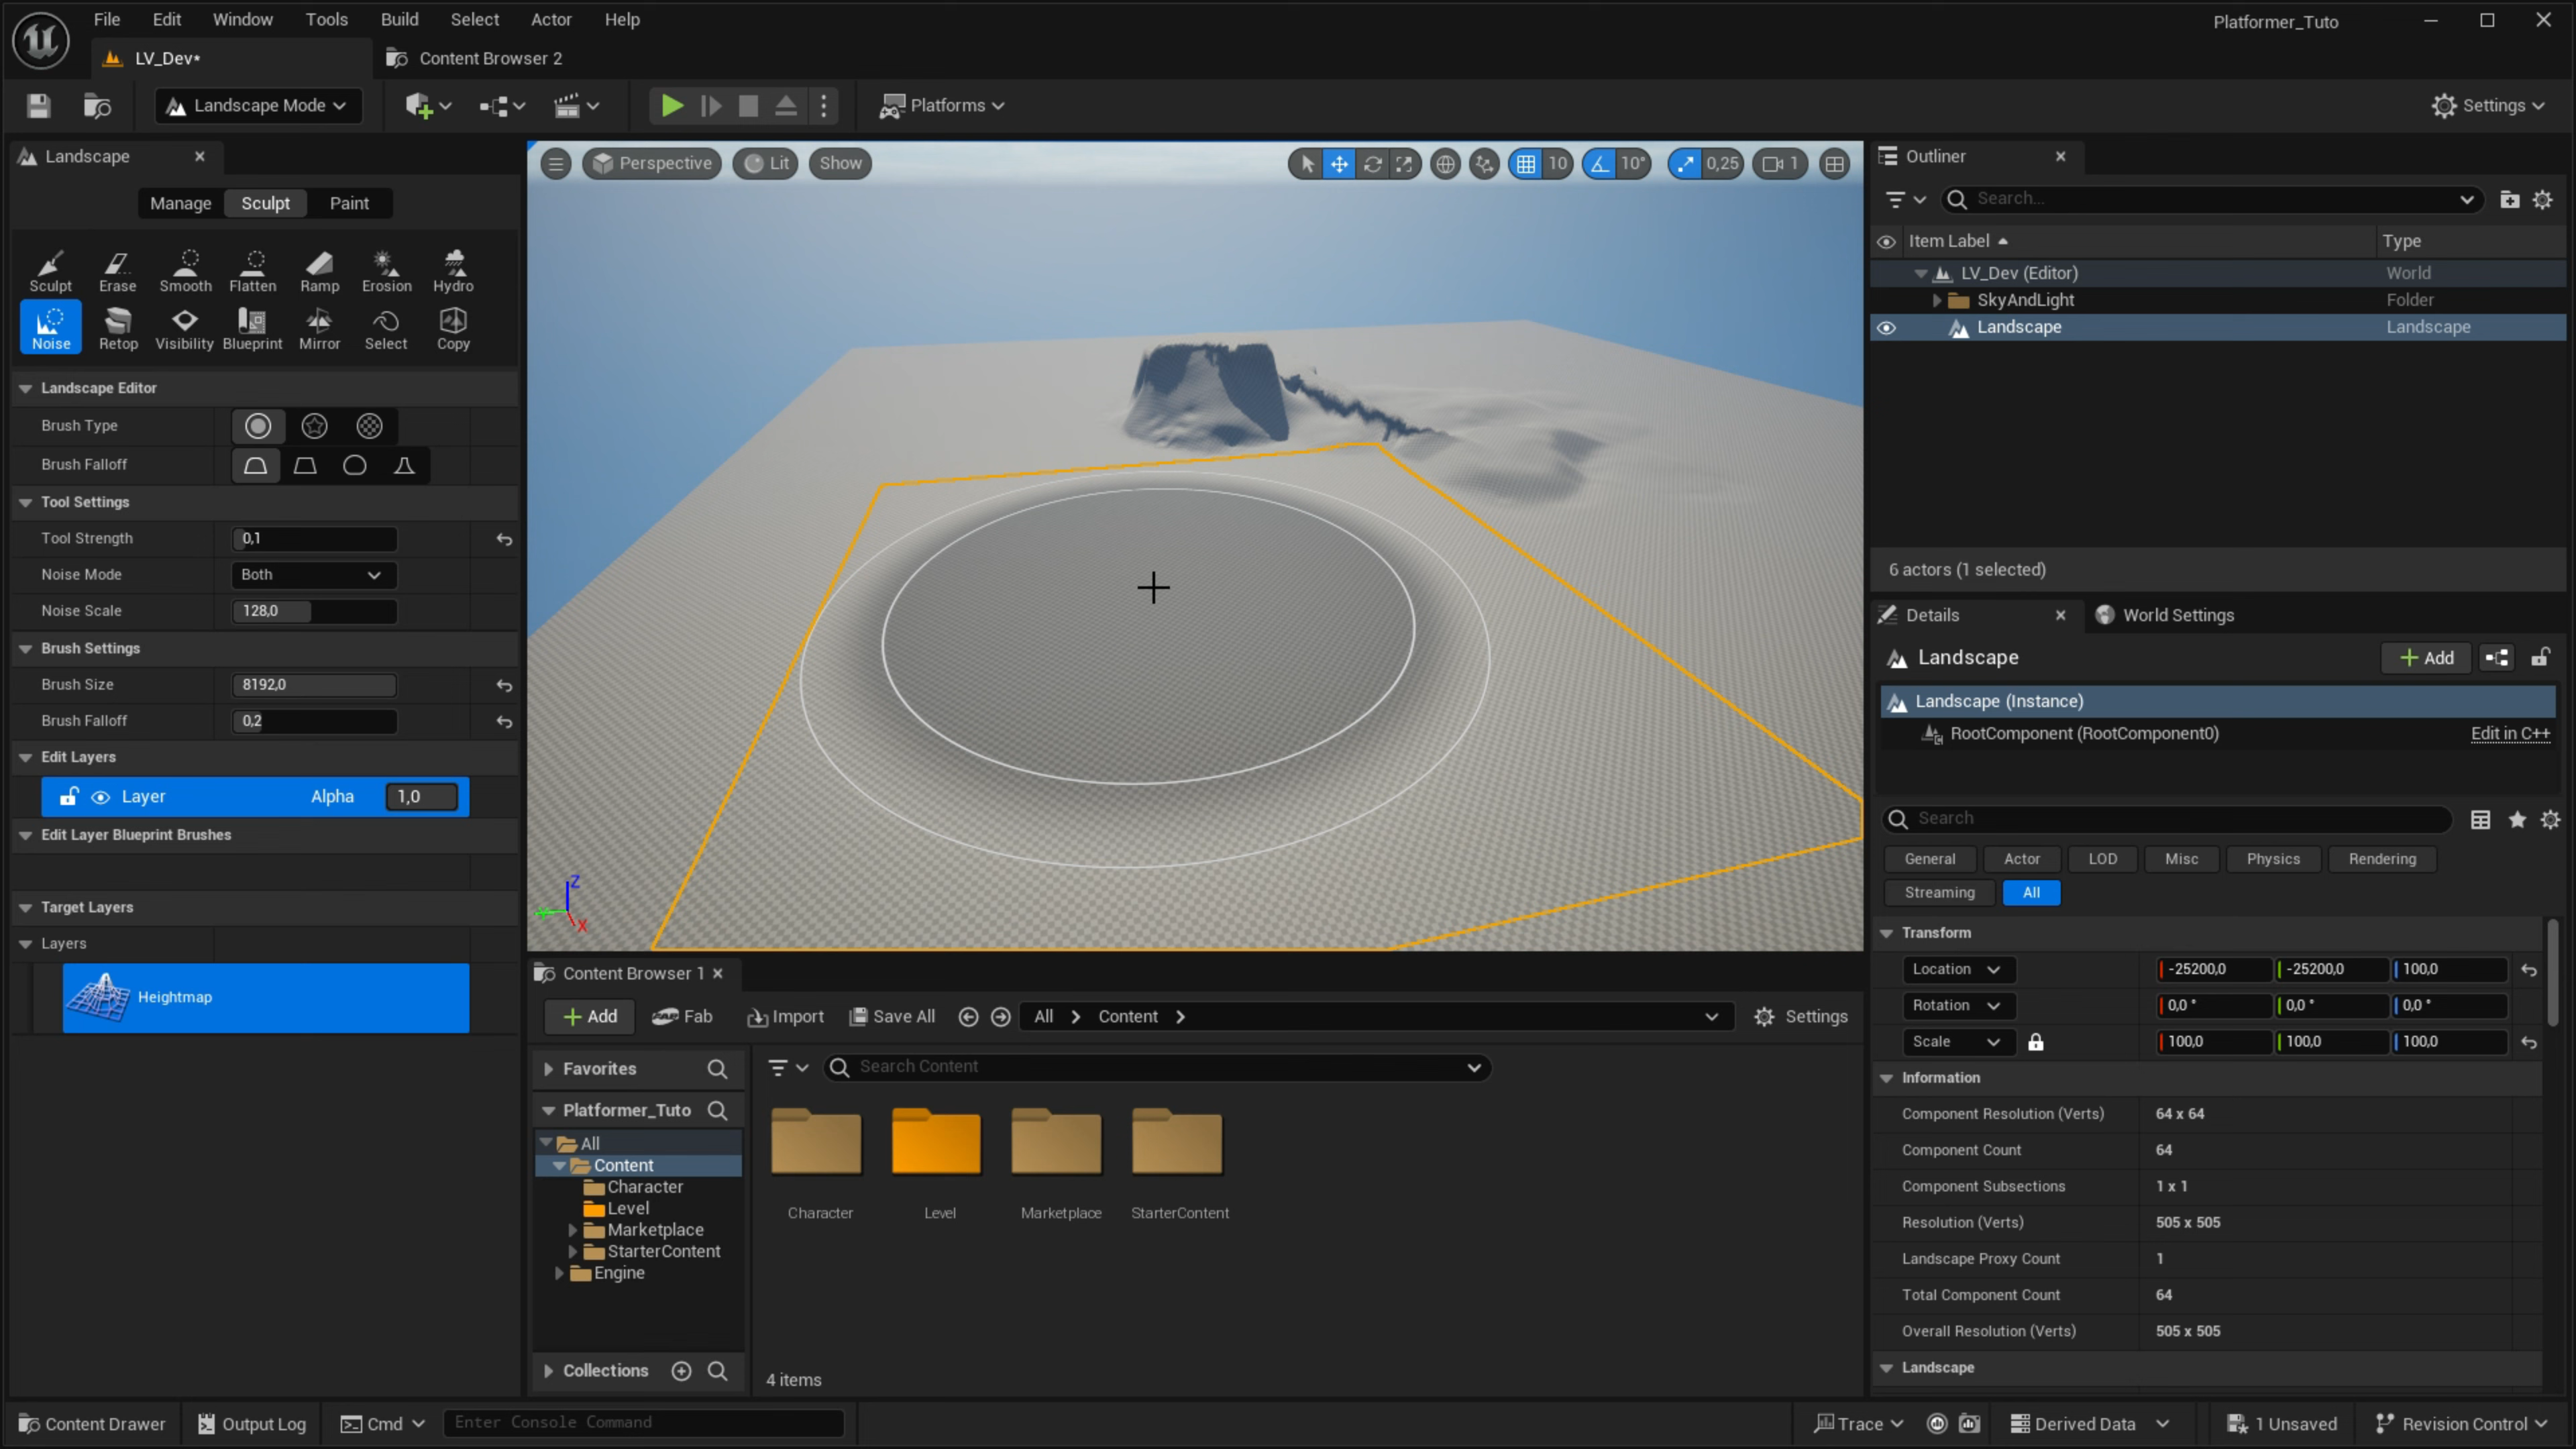 File Edit Window Tools Build Select Actor Help
Platformer_Tuto
LV_Dev*
Content Browser 2
Landscape Mode
Platforms
Settings
Landscape
Manage Sculpt Paint
Sculpt Erase Smooth Flatten Ramp Erosion Hydro
Noise Retop Visibility Blueprint Mirror Select Copy
Landscape Editor
Brush Type
Brush Falloff
Tool Settings
Tool Strength 0,1
Noise Mode Both
Noise Scale 128,0
Brush Settings
Brush Size 8192,0
Brush Falloff 0,2
Edit Layers
Layer Alpha 1,0
Edit Layer Blueprint Brushes
Target Layers
Layers
Heightmap
Perspective Lit Show
10 10° 0,25 1
Z
X
Content Browser 1
Add Fab Import Save All All Content Settings
Favorites
Search Content
Platformer_Tuto
All
Content
Character
Level
Marketplace
StarterContent
Engine
Collections
Character Level Marketplace StarterContent
4 items
Outliner
Search...
Item Label Type
LV_Dev (Editor) World
SkyAndLight Folder
Landscape Landscape
6 actors (1 selected)
Details World Settings
Landscape Add
Landscape (Instance)
RootComponent (RootComponent0) Edit in C++
Search
General Actor LOD Misc Physics Rendering
Streaming All
Transform
Location -25200,0 -25200,0 100,0
Rotation 0,0 ° 0,0 ° 0,0 °
Scale 100,0 100,0 100,0
Information
Component Resolution (Verts) 64 x 64
Component Count 64
Component Subsections 1 x 1
Resolution (Verts) 505 x 505
Landscape Proxy Count 1
Total Component Count 64
Overall Resolution (Verts) 505 x 505
Landscape
Content Drawer Output Log Cmd Enter Console Command Trace Derived Data 1 Unsaved Revision Control